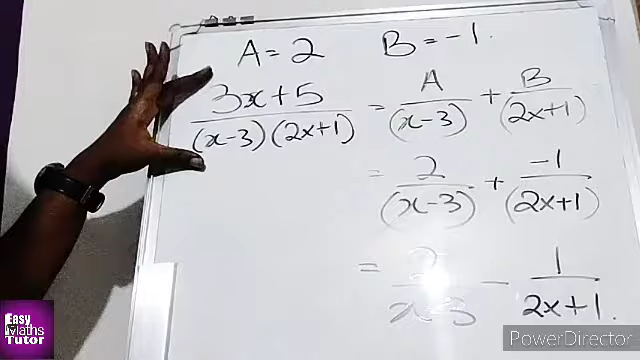 A = 2 B = -1.
3x+5 / (x-3)(2x+1) = A / (x-3) + B / (2x+1)
= 2 / (x-3) + -1 / (2x+1)
= 2 / x-3 - 1 / 2x+1.
Easy
Maths
Tutor
PowerDirector